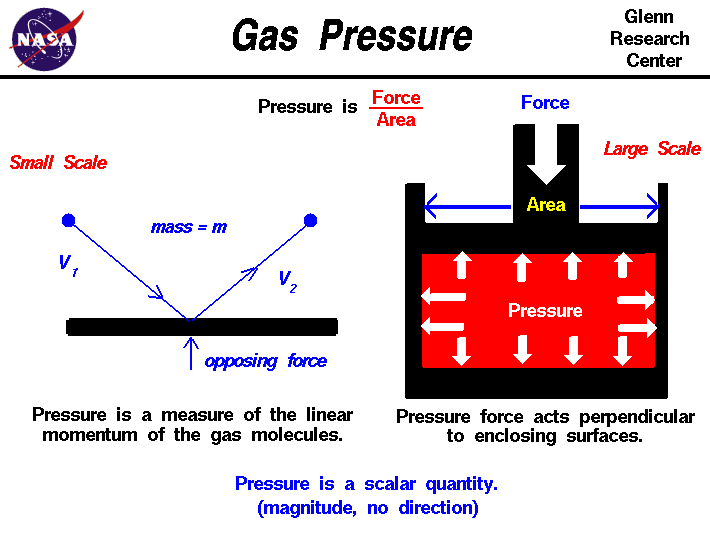 NASA
Gas Pressure
Glenn
Research
Center
Pressure is Force
Area
Force
Small Scale
Large Scale
mass = m
Area
V1
V2
Pressure
opposing force
Pressure is a measure of the linear
momentum of the gas molecules.
Pressure force acts perpendicular
to enclosing surfaces.
Pressure is a scalar quantity.
(magnitude, no direction)